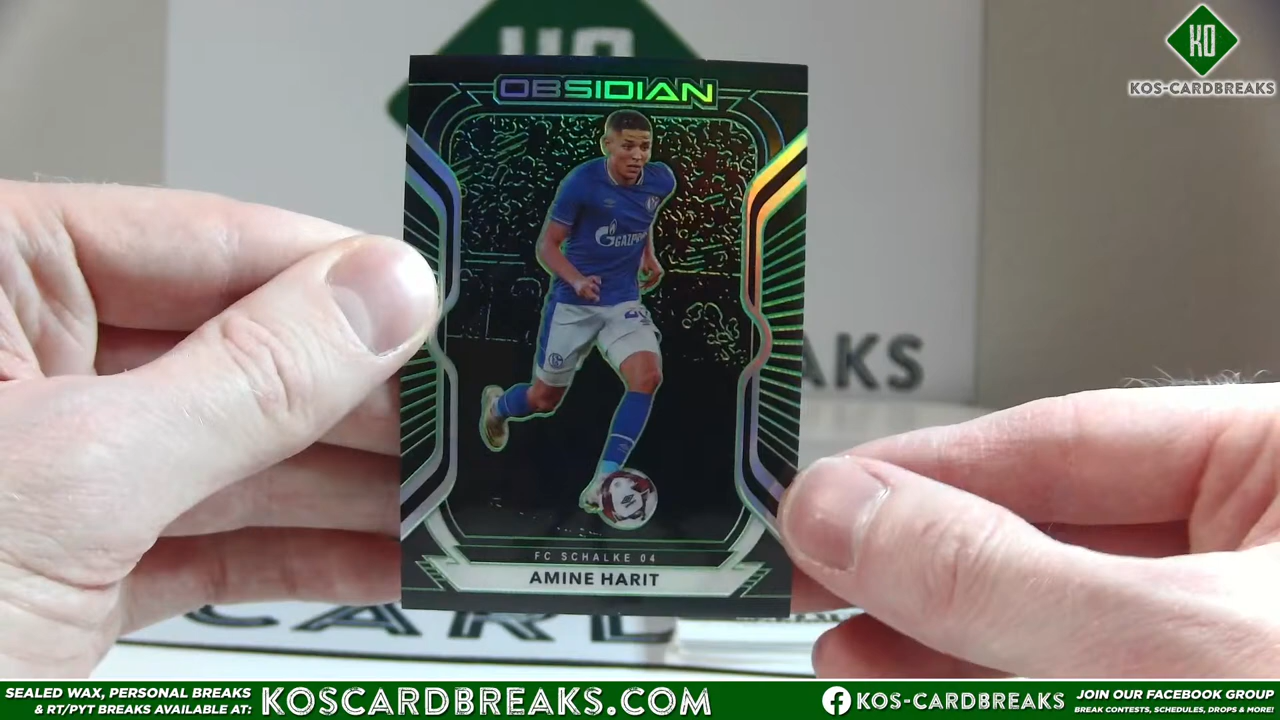 KO
KO
KOS-CARDBREAKS
OBSIDIAN
GAZPROM
FC SCHALKE 04
AMINE HARIT
AKS
CARD
SEALED WAX, PERSONAL BREAKS
& RT/PYT BREAKS AVAILABLE AT:
KOSCARDBREAKS.COM
KOS-CARDBREAKS
JOIN OUR FACEBOOK GROUP
BREAK CONTESTS, SCHEDULES, DROPS & MORE!